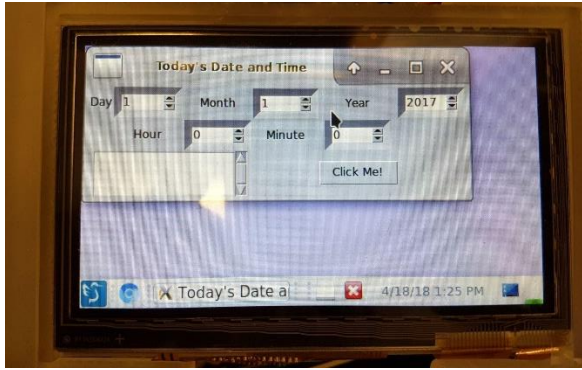 Today's Date and Time
Day 1 Month 1 Year 2017
Hour 0 Minute 0
Click Me!
Today's Date a 4/18/18 1:25 PM